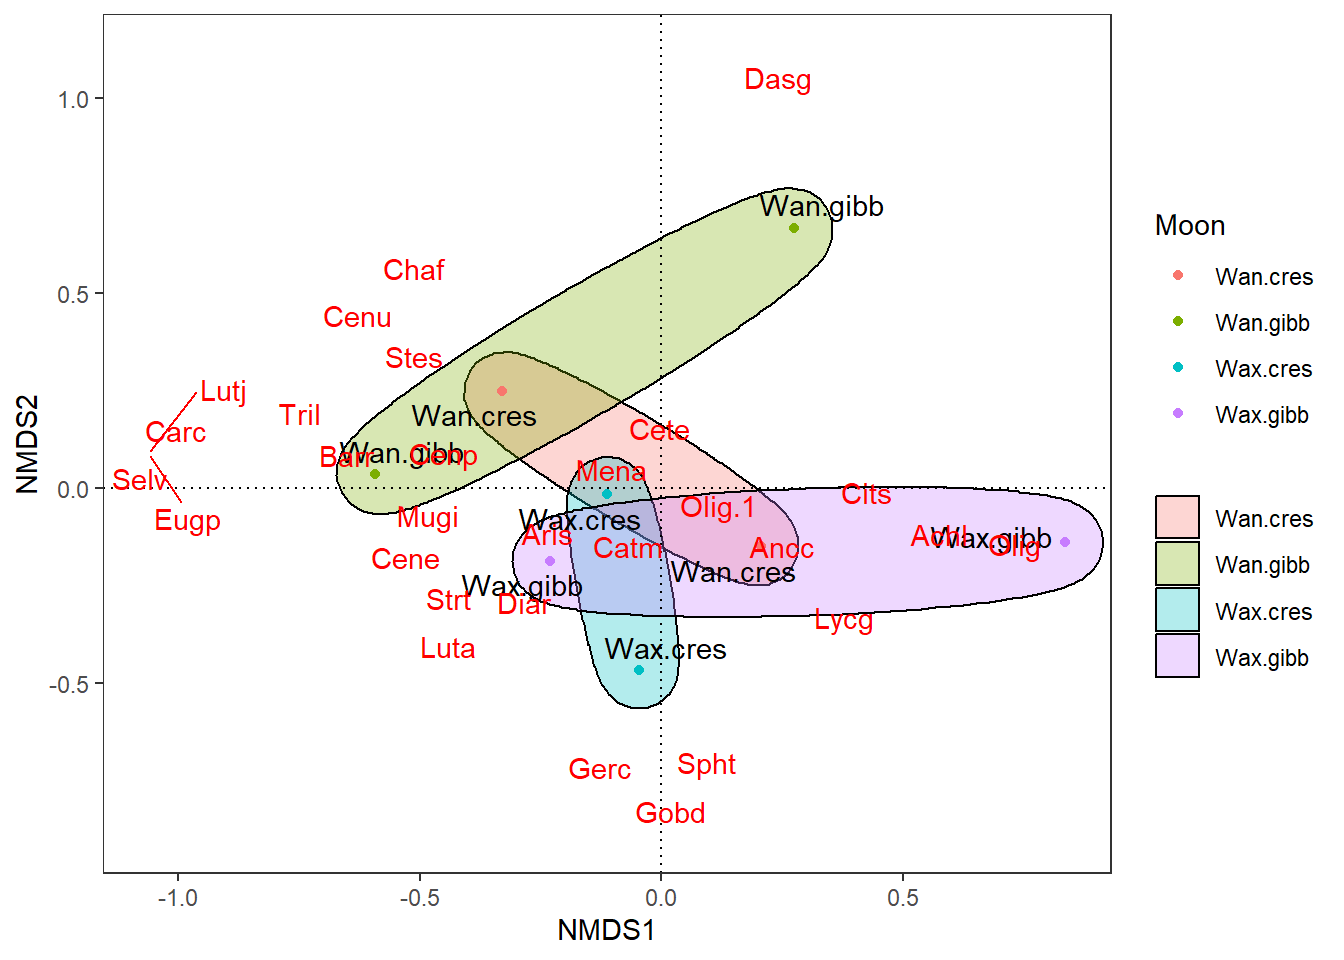 Dasg
1.0
Wan.gibb
Moon
Chaf
Wan.cres
0.5
Cenu
Wan.gibb
Stes
Wax.cres
Lutj
Tril
Wan.cres
Wax.gibb
Carc
Cete
NMDS2
Barr
Wan.gibb
Cenp
Mena
Selv
0.0
Cits
Olig.1
Eugp
Mugi
Wax.cres
Wan.cres
Aris
Achl
Wax.gibb
Olig
Catm
Ancc
Cene
Wan.gibb
Wan.cres
Wax.gibb
Strt
Diar
Wax.cres
Lycg
Luta
Wax.cres
Wax.gibb
-0.5
Spht
Gerc
Gobd
-1.0 -0.5 0.0 0.5
NMDS1